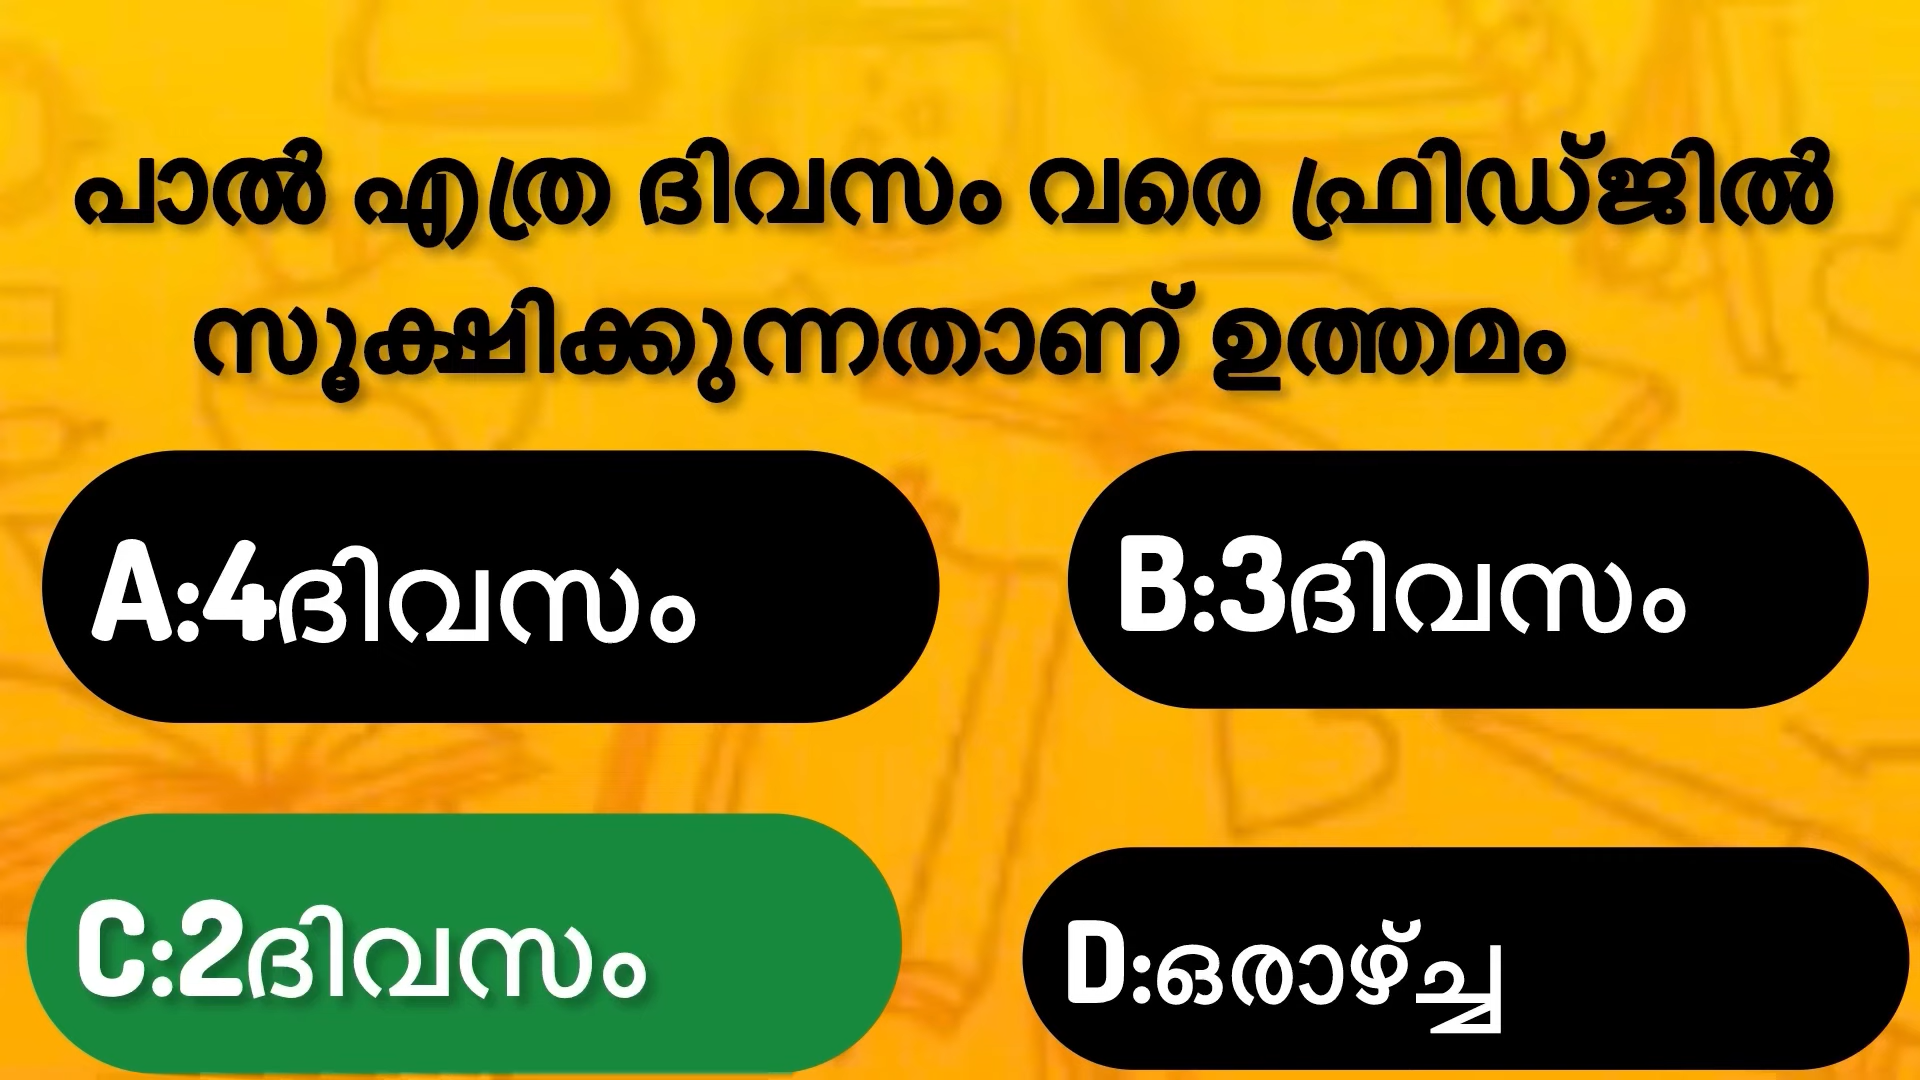 പാൽ എത്ര ദിവസം വരെ ഫ്രിഡ്ജിൽ
സൂക്ഷിക്കുന്നതാണ് ഉത്തമം
A:4ദിവസം
B:3ദിവസം
C:2ദിവസം
D:ഒരാഴ്ച്ച